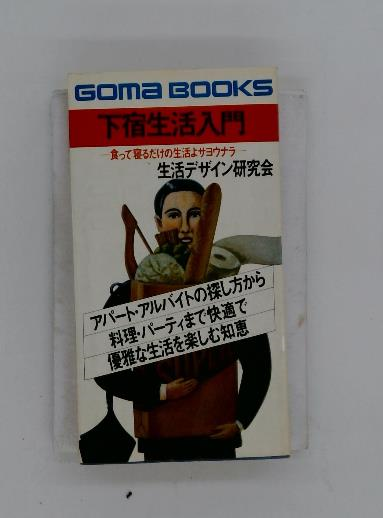 GOMA BOOKS
下宿生活入門
—食って寝るだけの生活よサヨウナラ—
生活デザイン研究会
アパート・アルバイトの探し方から
料理・パーティまで快適で
優雅な生活を楽しむ知恵